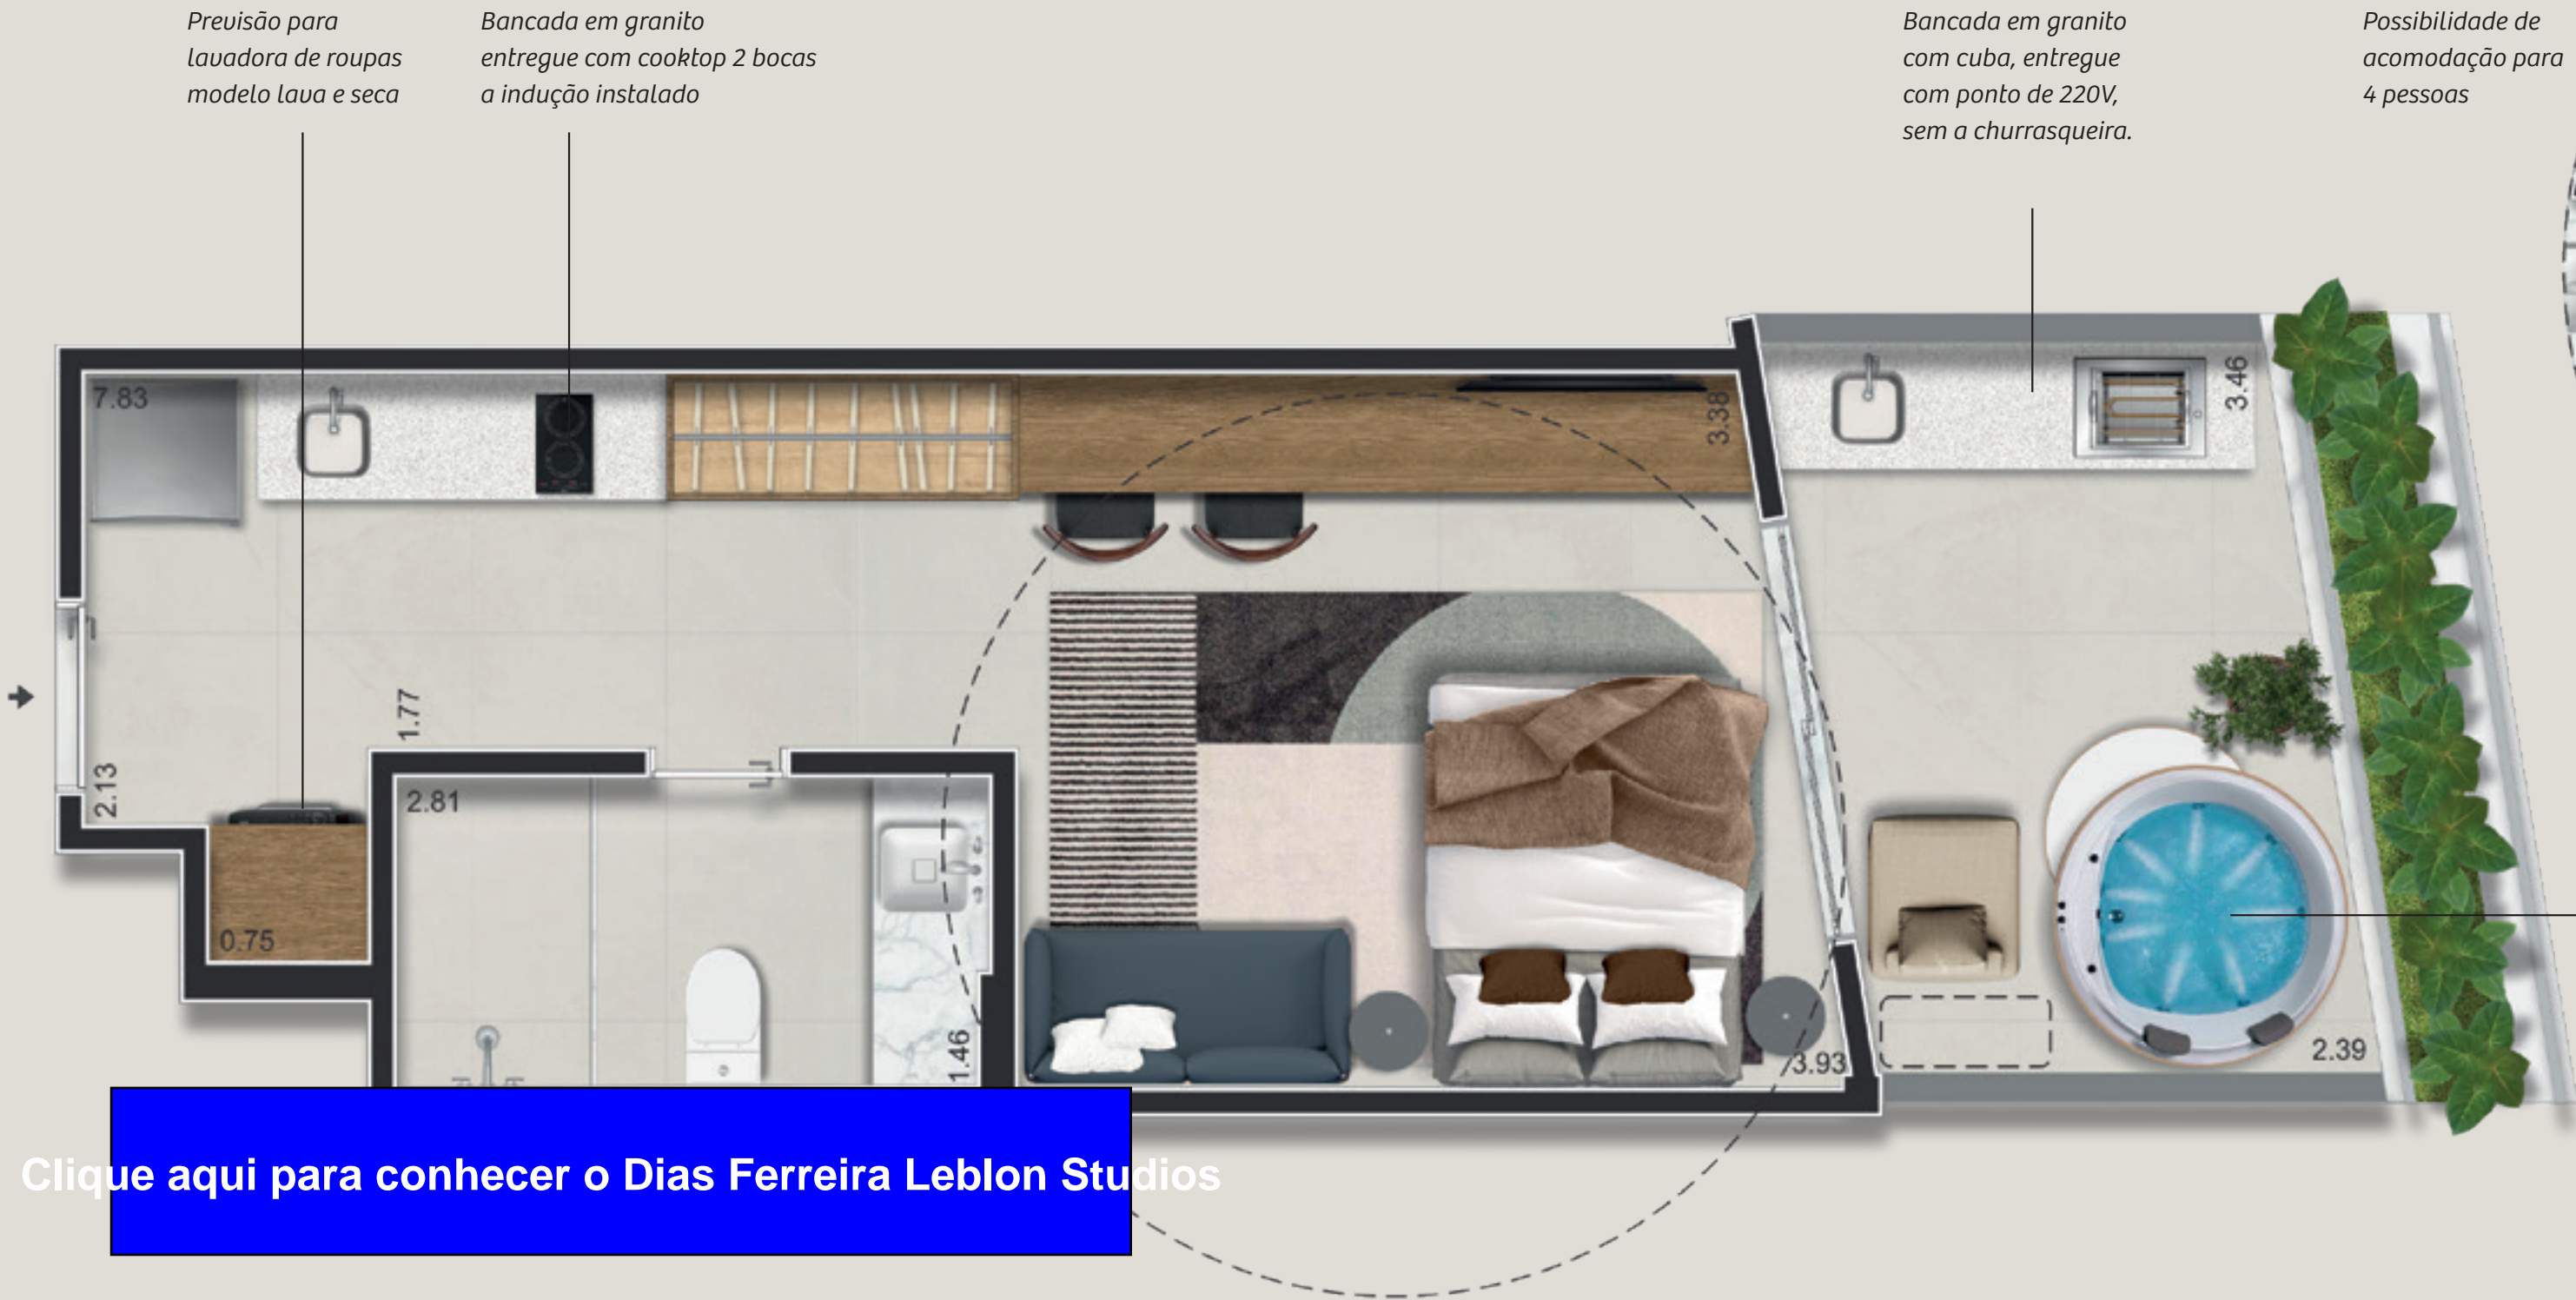 Previsão para
lavadora de roupas
modelo lava e seca
Bancada em granito
entregue com cooktop 2 bocas
a indução instalado
Bancada em granito
com cuba, entregue
com ponto de 220V,
sem a churrasqueira.
Possibilidade de
acomodação para
4 pessoas
7.83
3.38
3.46
1.77
2.13
2.81
0.75
1.46
3.93
2.39
Clique aqui para conhecer o Dias Ferreira Leblon Studios